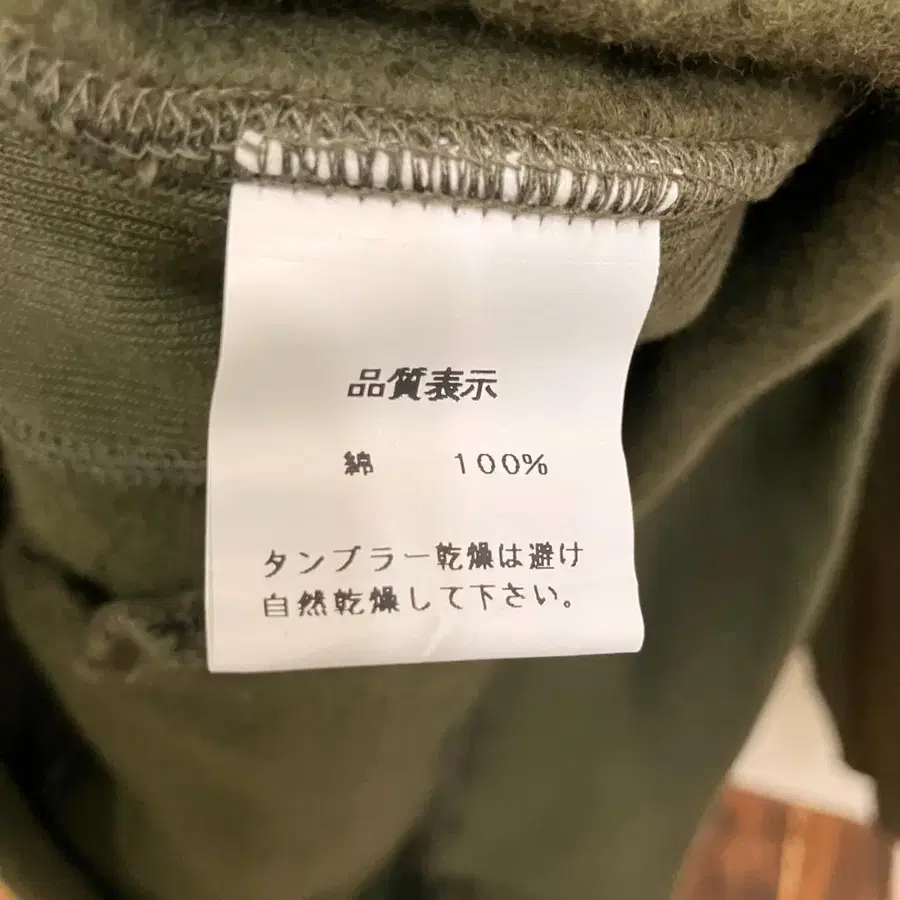 品質表示
綿 100%
タンブラー乾燥は避け
自然乾燥して下さい。